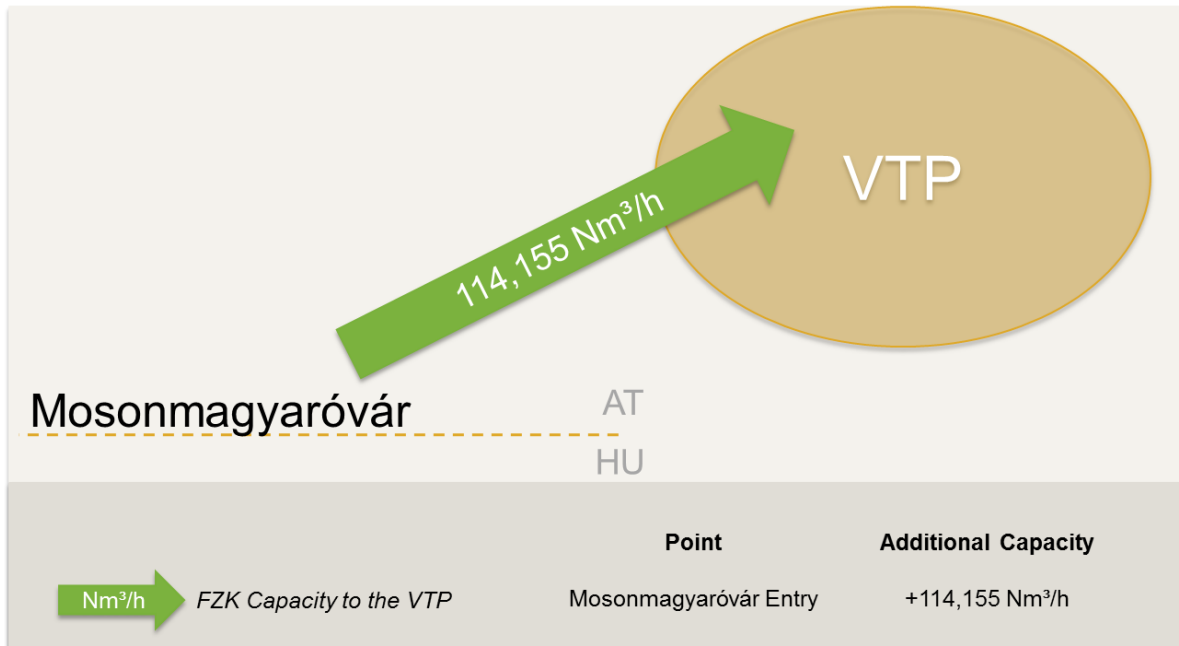 VTP
114,155 Nm³/h
Mosonmagyaróvár
AT
HU
Point Additional Capacity
Nm³/h FZK Capacity to the VTP Mosonmagyaróvár Entry +114,155 Nm³/h